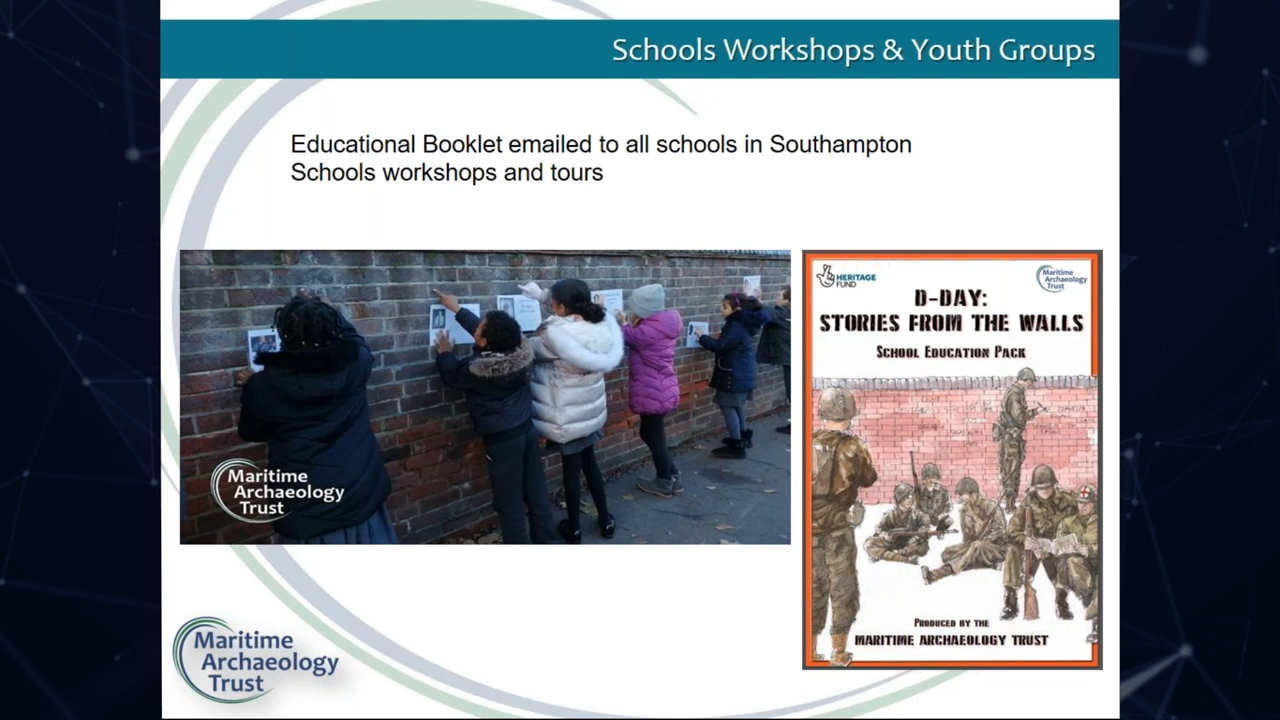 Schools Workshops & Youth Groups
Educational Booklet emailed to all schools in Southampton
Schools workshops and tours
Maritime
Archaeology
Trust
HERITAGE
FUND
Maritime
Archaeology
Trust
D-DAY:
STORIES FROM THE WALLS
SCHOOL EDUCATION PACK
PRODUCED BY THE
MARITIME ARCHAEOLOGY TRUST
Maritime
Archaeology
Trust